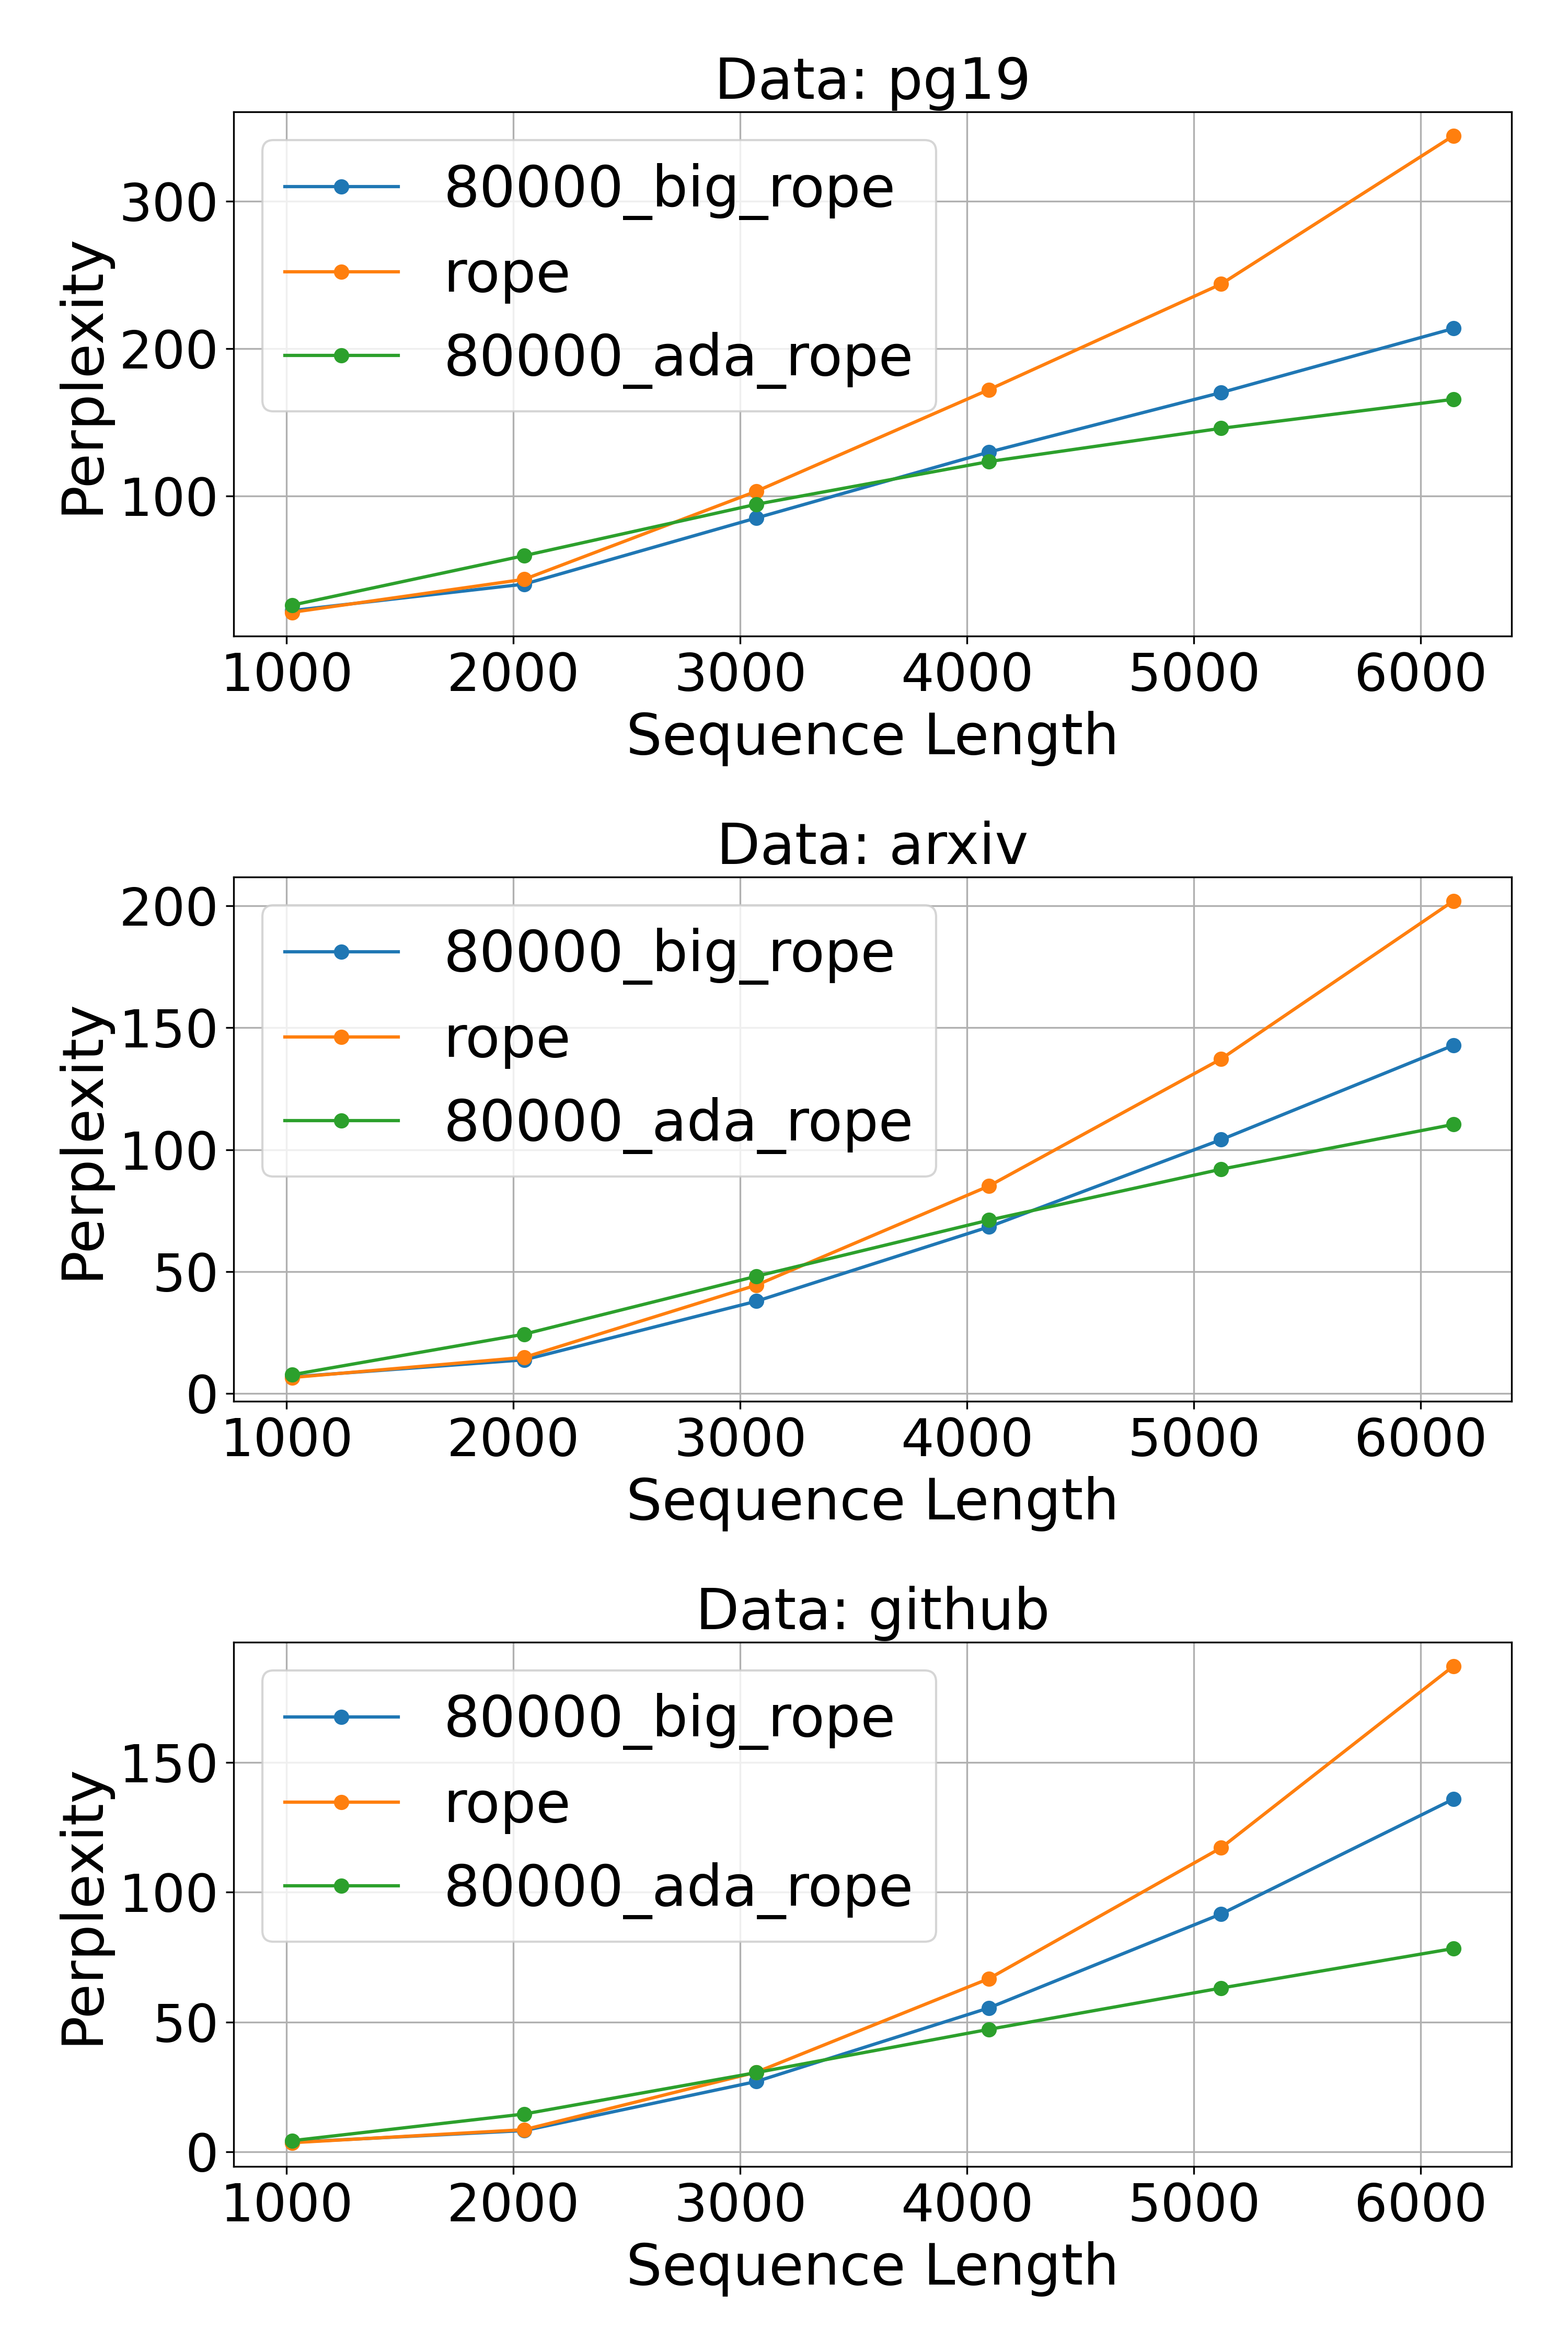 Data: pg19
80000_big_rope
rope
80000_ada_rope
300
200
100
Perplexity
1000 2000 3000 4000 5000 6000
Sequence Length
Data: arxiv
80000_big_rope
rope
80000_ada_rope
200
150
100
50
0
Perplexity
1000 2000 3000 4000 5000 6000
Sequence Length
Data: github
80000_big_rope
rope
80000_ada_rope
150
100
50
0
Perplexity
1000 2000 3000 4000 5000 6000
Sequence Length